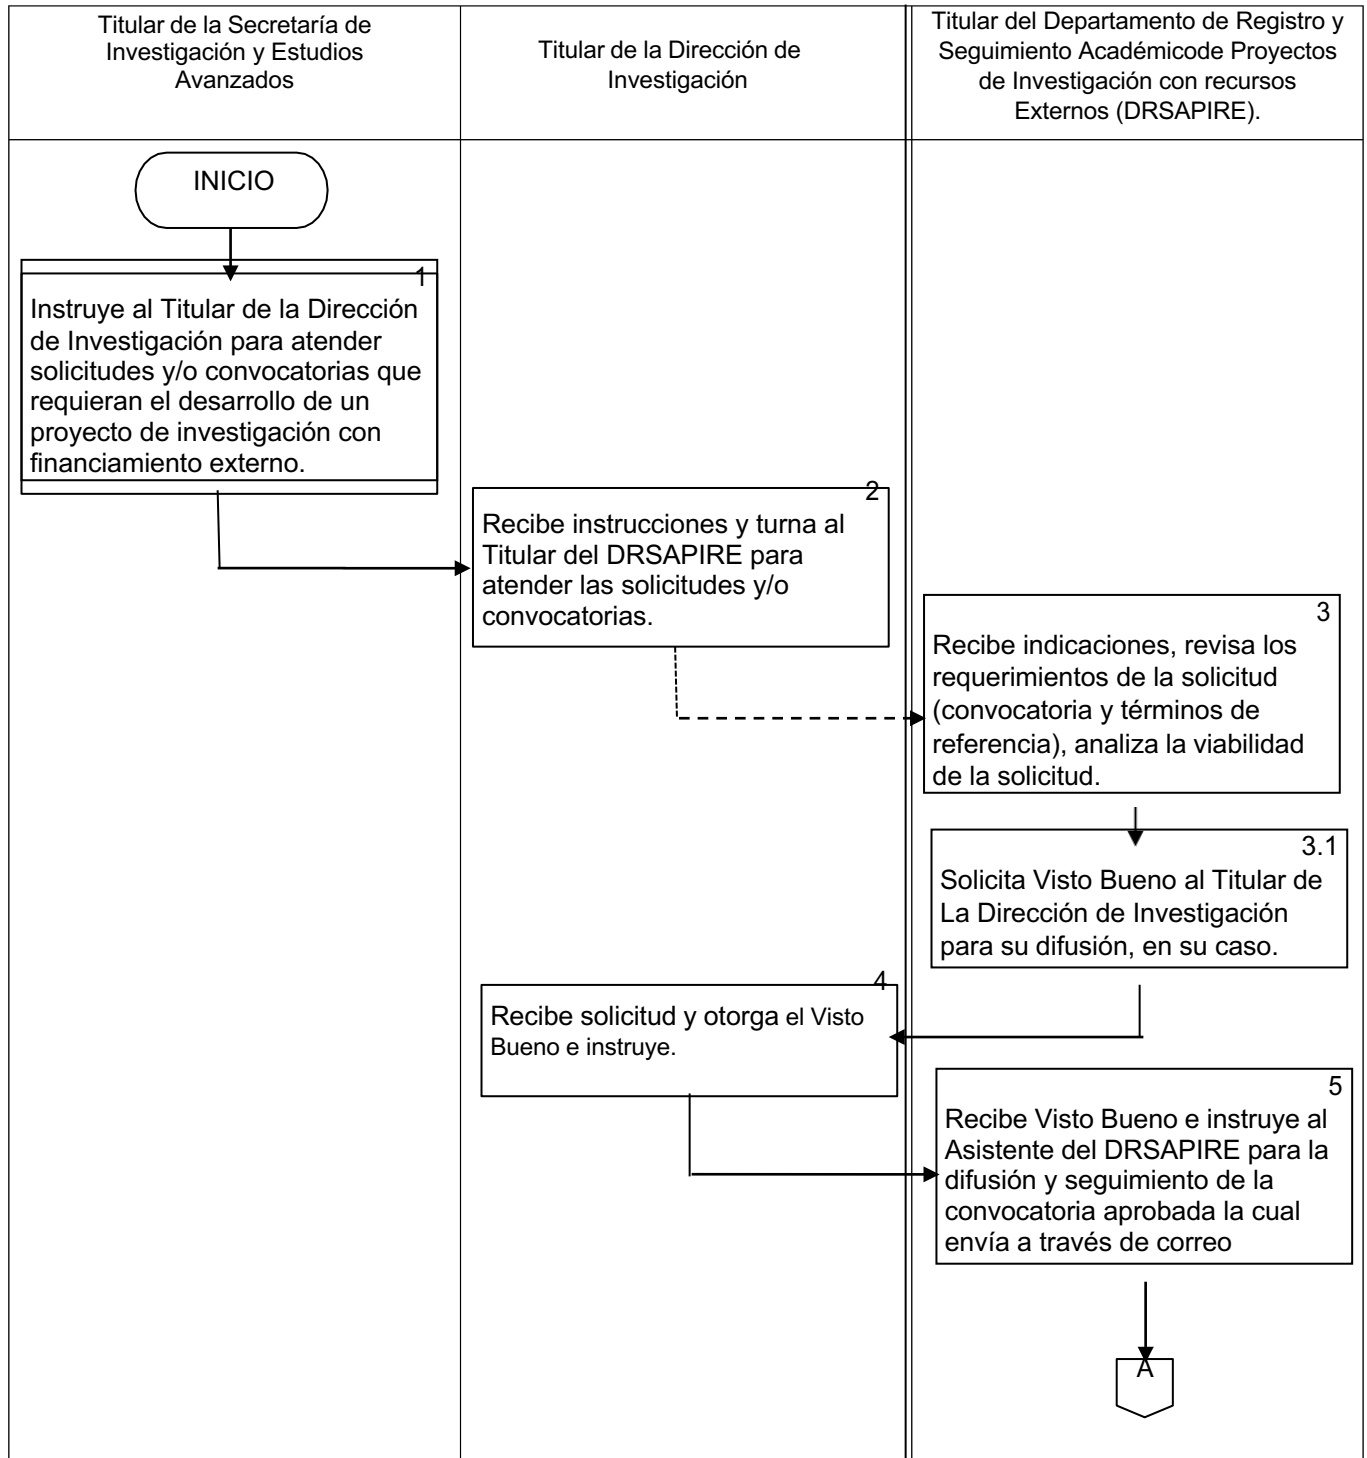 Titular de la Secretaría de
Investigación y Estudios
Avanzados
Titular de la Dirección de
Investigación
Titular del Departamento de Registro y
Seguimiento Académicode Proyectos
de Investigación con recursos
Externos (DRSAPIRE).
INICIO
1
Instruye al Titular de la Dirección
de Investigación para atender
solicitudes y/o convocatorias que
requieran el desarrollo de un
proyecto de investigación con
financiamiento externo.
2
Recibe instrucciones y turna al
Titular del DRSAPIRE para
atender las solicitudes y/o
convocatorias.
3
Recibe indicaciones, revisa los
requerimientos de la solicitud
(convocatoria y términos de
referencia), analiza la viabilidad
de la solicitud.
3.1
Solicita Visto Bueno al Titular de
La Dirección de Investigación
para su difusión, en su caso.
4
Recibe solicitud y otorga el Visto
Bueno e instruye.
5
Recibe Visto Bueno e instruye al
Asistente del DRSAPIRE para la
difusión y seguimiento de la
convocatoria aprobada la cual
envía a través de correo
A